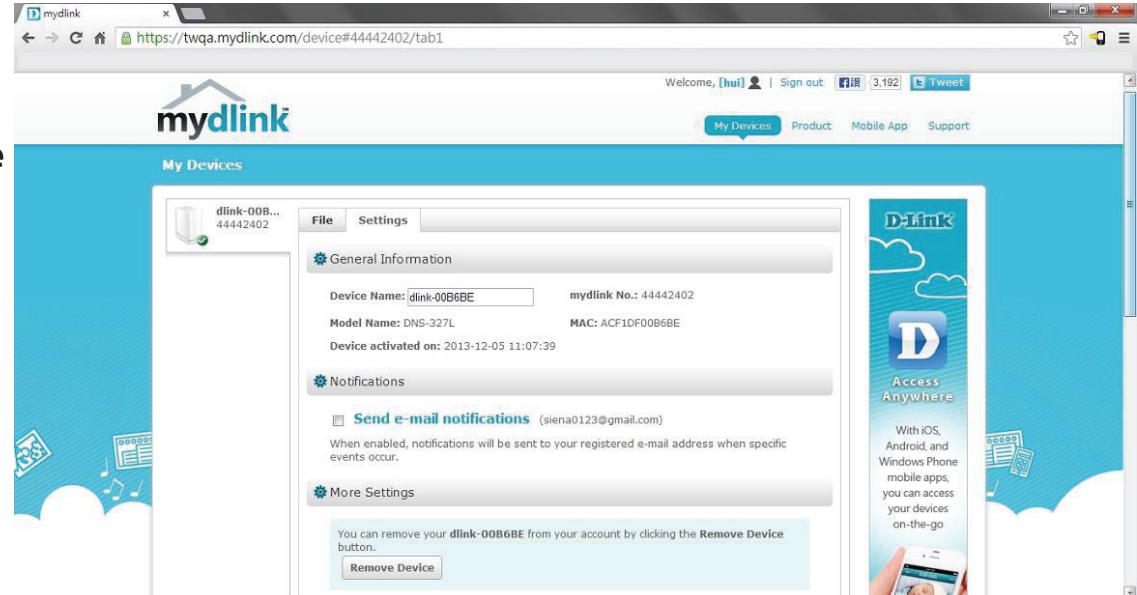 mydlink
https://twqa.mydlink.com/device#44442402/tab1
Welcome, [hui] | Sign out 3,192 Tweet
mydlink
My Devices Product Mobile App Support
e
My Devices
dlink-00B...
44442402
File Settings
General Information
Device Name: dlink-00B6BE mydlink No.: 44442402
Model Name: DNS-327L MAC: ACF1DF00B6BE
Device activated on: 2013-12-05 11:07:39
Notifications
Send e-mail notifications (siena0123@gmail.com)
When enabled, notifications will be sent to your registered e-mail address when specific
events occur.
More Settings
You can remove your dlink-00B6BE from your account by clicking the Remove Device
button.
Remove Device
D-Link
D
Access
Anywhere
With iOS,
Android, and
Windows Phone
mobile apps,
you can access
your devices
on-the-go